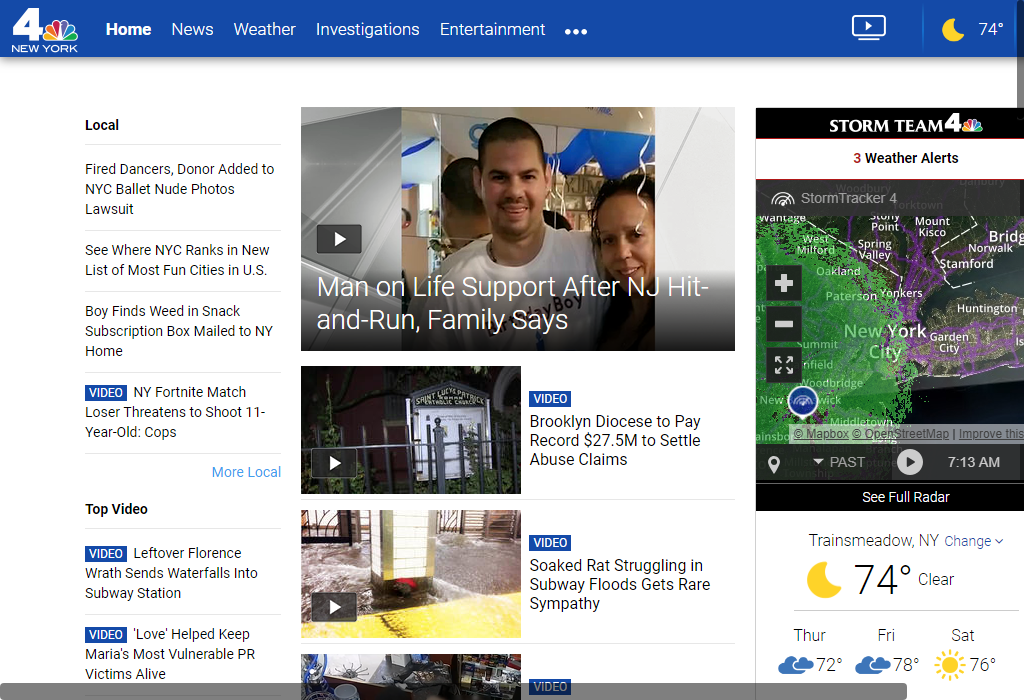 4
NEW YORK
Home News Weather Investigations Entertainment
74°
Local
Fired Dancers, Donor Added to
NYC Ballet Nude Photos
Lawsuit
See Where NYC Ranks in New
List of Most Fun Cities in U.S.
Boy Finds Weed in Snack
Subscription Box Mailed to NY
Home
VIDEO NY Fortnite Match
Loser Threatens to Shoot 11-
Year-Old: Cops
More Local
Top Video
VIDEO Leftover Florence
Wrath Sends Waterfalls Into
Subway Station
VIDEO 'Love' Helped Keep
Maria's Most Vulnerable PR
Victims Alive
Man on Life Support After NJ Hit-
and-Run, Family Says
SAINT LUCY & PATRICK
ROMAN
CATHOLIC CHURCH
VIDEO
Brooklyn Diocese to Pay
Record $27.5M to Settle
Abuse Claims
VIDEO
Soaked Rat Struggling in
Subway Floods Gets Rare
Sympathy
VIDEO
STORM TEAM 4
3 Weather Alerts
Woodbury
Danbury
StormTracker 4
Yorktown
Wantage
Stony
Point
Mount
Kisco
West
Milford
Spring
Valley
Norwalk
Stamford
Oakland
Paterson
Yonkers
Huntington
New York
City
Garden
City
Summit
Woodbridge
Middletown
© Mapbox © OpenStreetMap | Improve this
PAST
7:13 AM
See Full Radar
Trainsmeadow, NY Change
74° Clear
Thur Fri Sat
72° 78° 76°